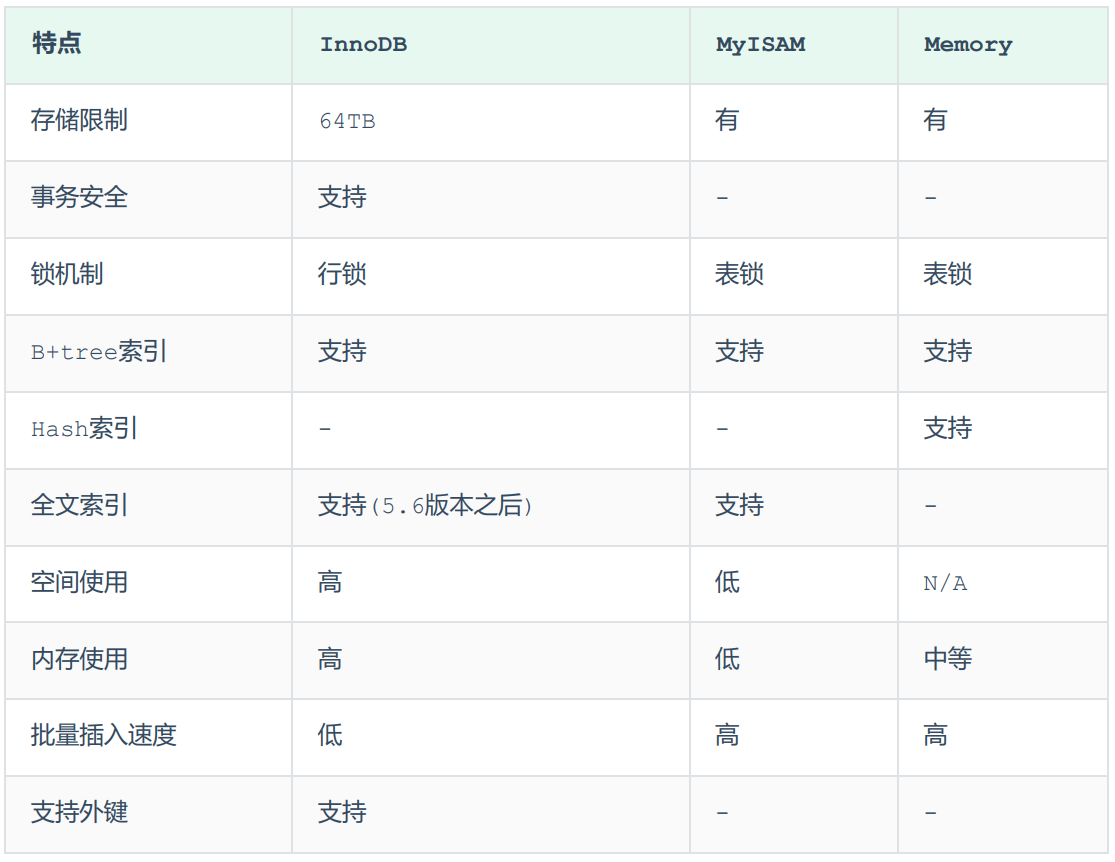 特点 InnoDB MyISAM Memory
存储限制 64TB 有 有
事务安全 支持 - -
锁机制 行锁 表锁 表锁
B+tree索引 支持 支持 支持
Hash索引 - - 支持
全文索引 支持(5.6版本之后) 支持 -
空间使用 高 低 N/A
内存使用 高 低 中等
批量插入速度 低 高 高
支持外键 支持 - -